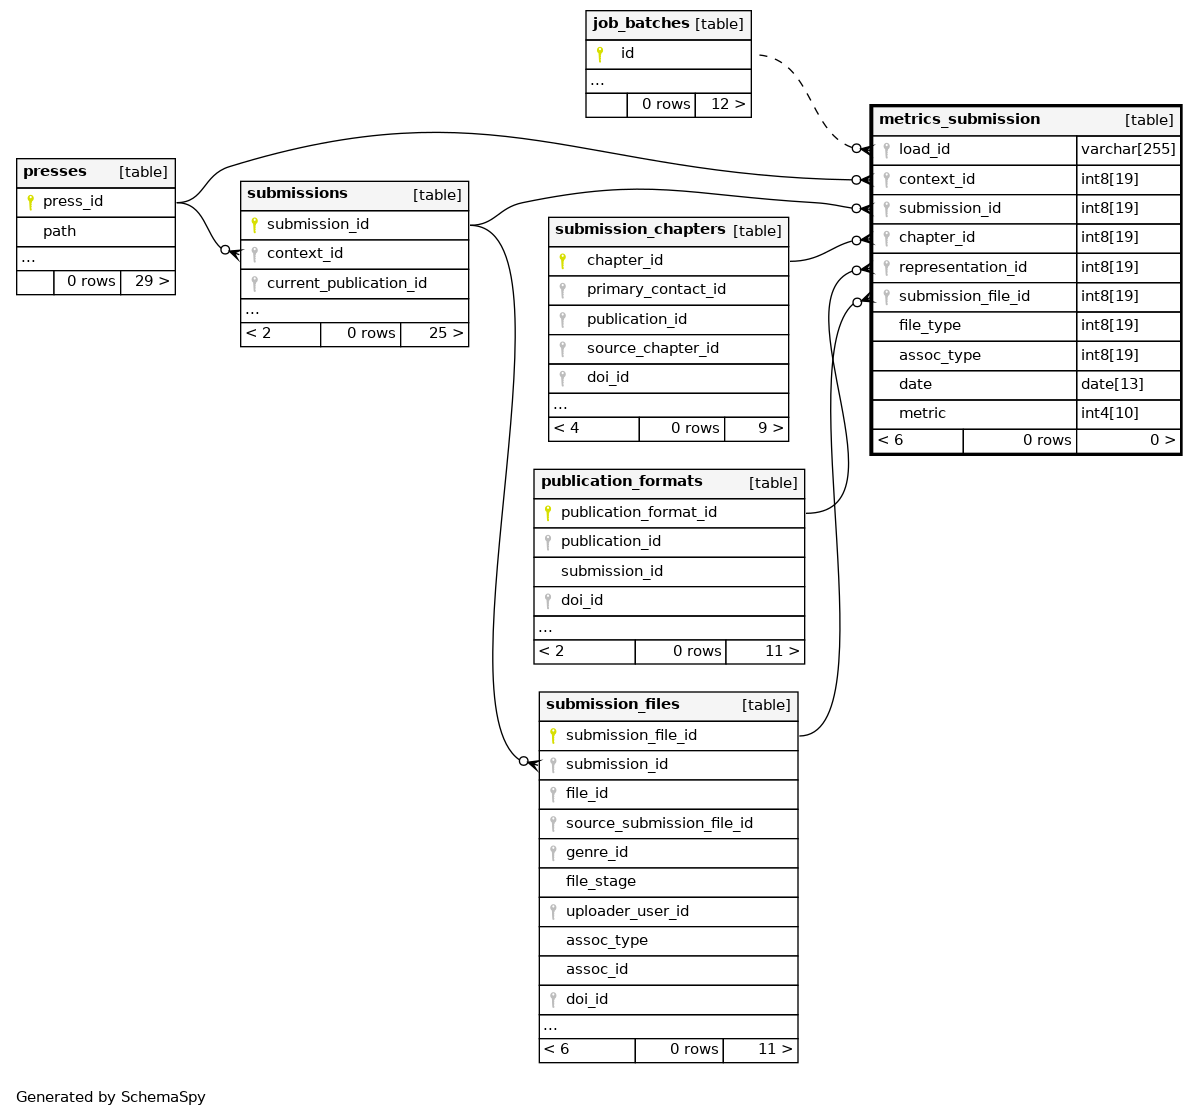 job_batches [table]
id
...
0 rows 12 >
metrics_submission [table]
load_id varchar[255]
context_id int8[19]
submission_id int8[19]
chapter_id int8[19]
representation_id int8[19]
submission_file_id int8[19]
file_type int8[19]
assoc_type int8[19]
date date[13]
metric int4[10]
< 6 0 rows 0 >
presses [table]
press_id
path
...
0 rows 29 >
submissions [table]
submission_id
context_id
current_publication_id
...
< 2 0 rows 25 >
submission_chapters [table]
chapter_id
primary_contact_id
publication_id
source_chapter_id
doi_id
...
< 4 0 rows 9 >
publication_formats [table]
publication_format_id
publication_id
submission_id
doi_id
...
< 2 0 rows 11 >
submission_files [table]
submission_file_id
submission_id
file_id
source_submission_file_id
genre_id
file_stage
uploader_user_id
assoc_type
assoc_id
doi_id
...
< 6 0 rows 11 >
Generated by SchemaSpy